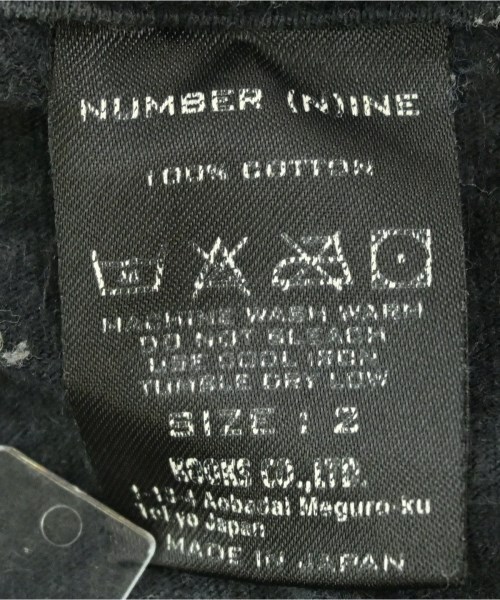 NUMBER (N)INE
100% COTTON
MACHINE WASH WARM
DO NOT BLEACH
USE COOL IRON
TUMBLE DRY LOW
SIZE : 2
KOOKS CO.,LTD.
Aobadai Meguro-ku
Tokyo Japan
MADE IN JAPAN